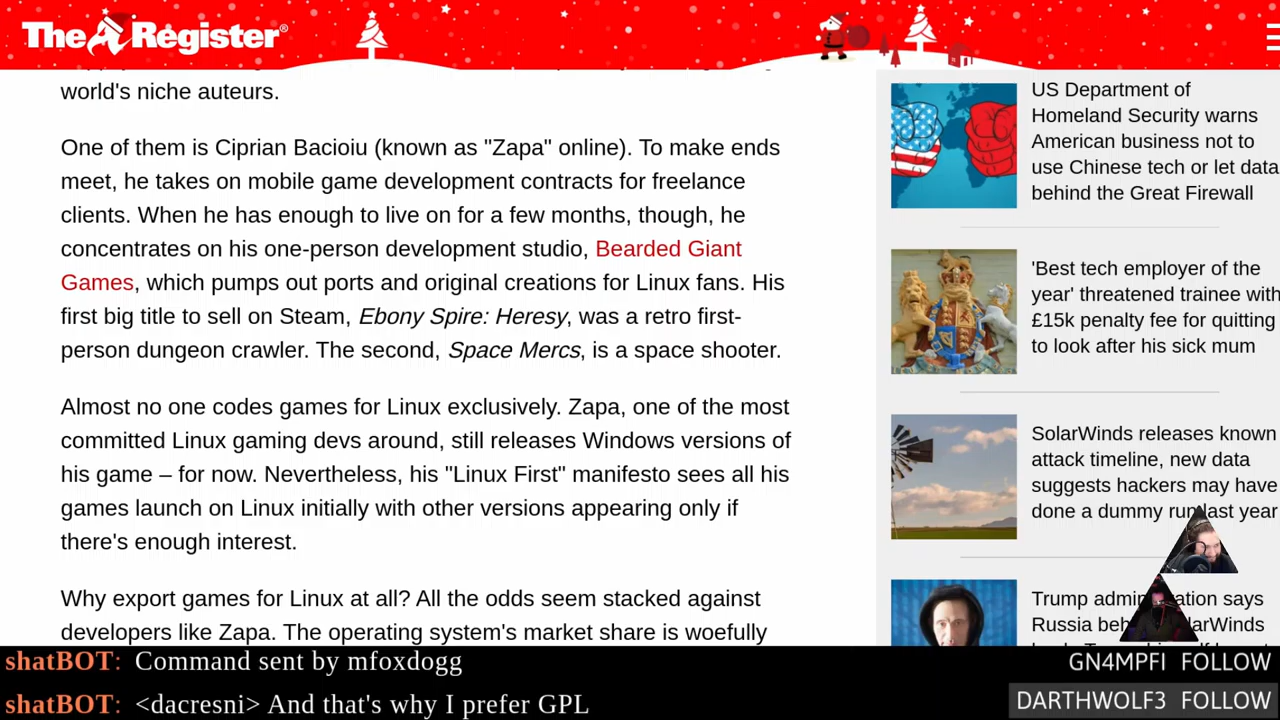 The Register®
world's niche auteurs.
One of them is Ciprian Bacioiu (known as "Zapa" online). To make ends
meet, he takes on mobile game development contracts for freelance
clients. When he has enough to live on for a few months, though, he
concentrates on his one-person development studio, Bearded Giant
Games, which pumps out ports and original creations for Linux fans. His
first big title to sell on Steam, Ebony Spire: Heresy, was a retro first-
person dungeon crawler. The second, Space Mercs, is a space shooter.
Almost no one codes games for Linux exclusively. Zapa, one of the most
committed Linux gaming devs around, still releases Windows versions of
his game – for now. Nevertheless, his "Linux First" manifesto sees all his
games launch on Linux initially with other versions appearing only if
there's enough interest.
Why export games for Linux at all? All the odds seem stacked against
developers like Zapa. The operating system's market share is woefully
US Department of
Homeland Security warns
American business not to
use Chinese tech or let data
behind the Great Firewall
'Best tech employer of the
year' threatened trainee with
£15k penalty fee for quitting
to look after his sick mum
SolarWinds releases known
attack timeline, new data
suggests hackers may have
done a dummy run last year
Trump says
Russia
shatBOT: Command sent by mfoxdogg
shatBOT: <dacresni> And that's why I prefer GPL
GN4MPFI FOLLOW
DARTHWOLF3 FOLLOW